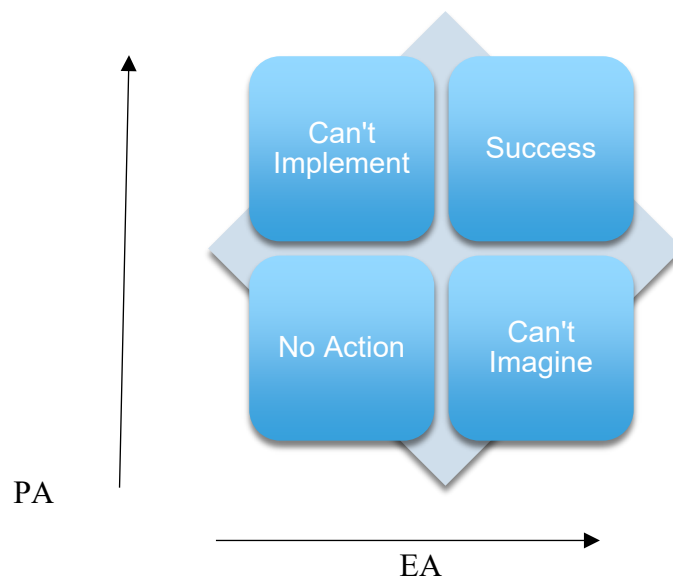 Can't
Implement
Success
No Action
Can't
Imagine
PA
EA